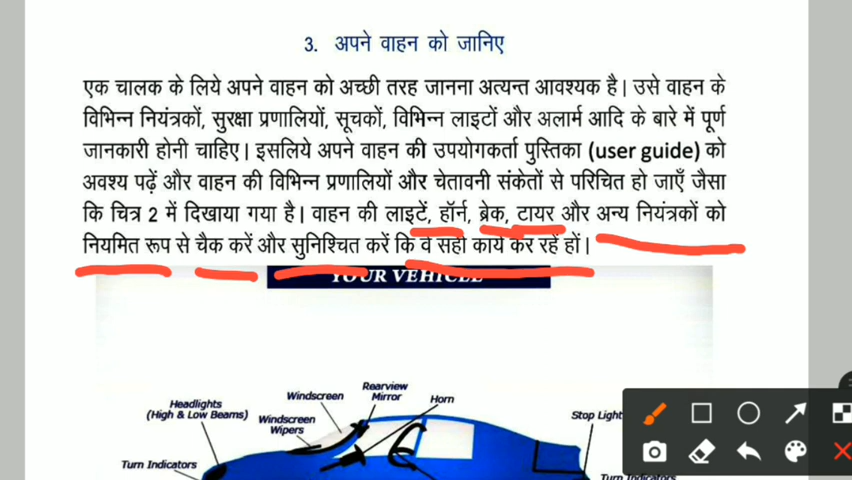 3. अपने वाहन को जानिए
एक चालक के लिये अपने वाहन को अच्छी तरह जानना अत्यन्त आवश्यक है। उसे वाहन के
विभिन्न नियंत्रकों, सुरक्षा प्रणालियों, सूचकों, विभिन्न लाइटों और अलार्म आदि के बारे में पूर्ण
जानकारी होनी चाहिए। इसलिये अपने वाहन की उपयोगकर्ता पुस्तिका (user guide) को
अवश्य पढ़ें और वाहन की विभिन्न प्रणालियों और चेतावनी संकेतों से परिचित हो जाएँ जैसा
कि चित्र 2 में दिखाया गया है। वाहन की लाइटें, हॉर्न, ब्रेक, टायर और अन्य नियंत्रकों को
नियमित रूप से चैक करें और सुनिश्चित करें कि वे सही कार्य कर रहें हों।
YOUR VEHICLE
Rearview
Mirror
Windscreen
Horn
Headlights
(High & Low Beams)
Windscreen
Wipers
Stop Light
Turn Indicators
Turn Indicators